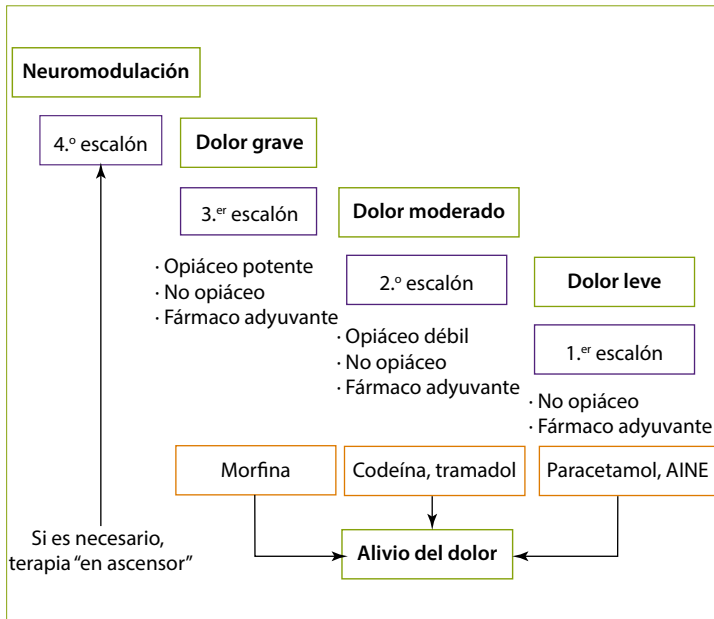 Neuromodulación
4.º escalón
Dolor grave
3.er escalón
Dolor moderado
· Opiáceo potente
· No opiáceo
· Fármaco adyuvante
2.º escalón
Dolor leve
· Opiáceo débil
· No opiáceo
· Fármaco adyuvante
1.er escalón
· No opiáceo
· Fármaco adyuvante
Morfina
Codeína, tramadol
Paracetamol, AINE
Si es necesario,
terapia “en ascensor”
Alivio del dolor